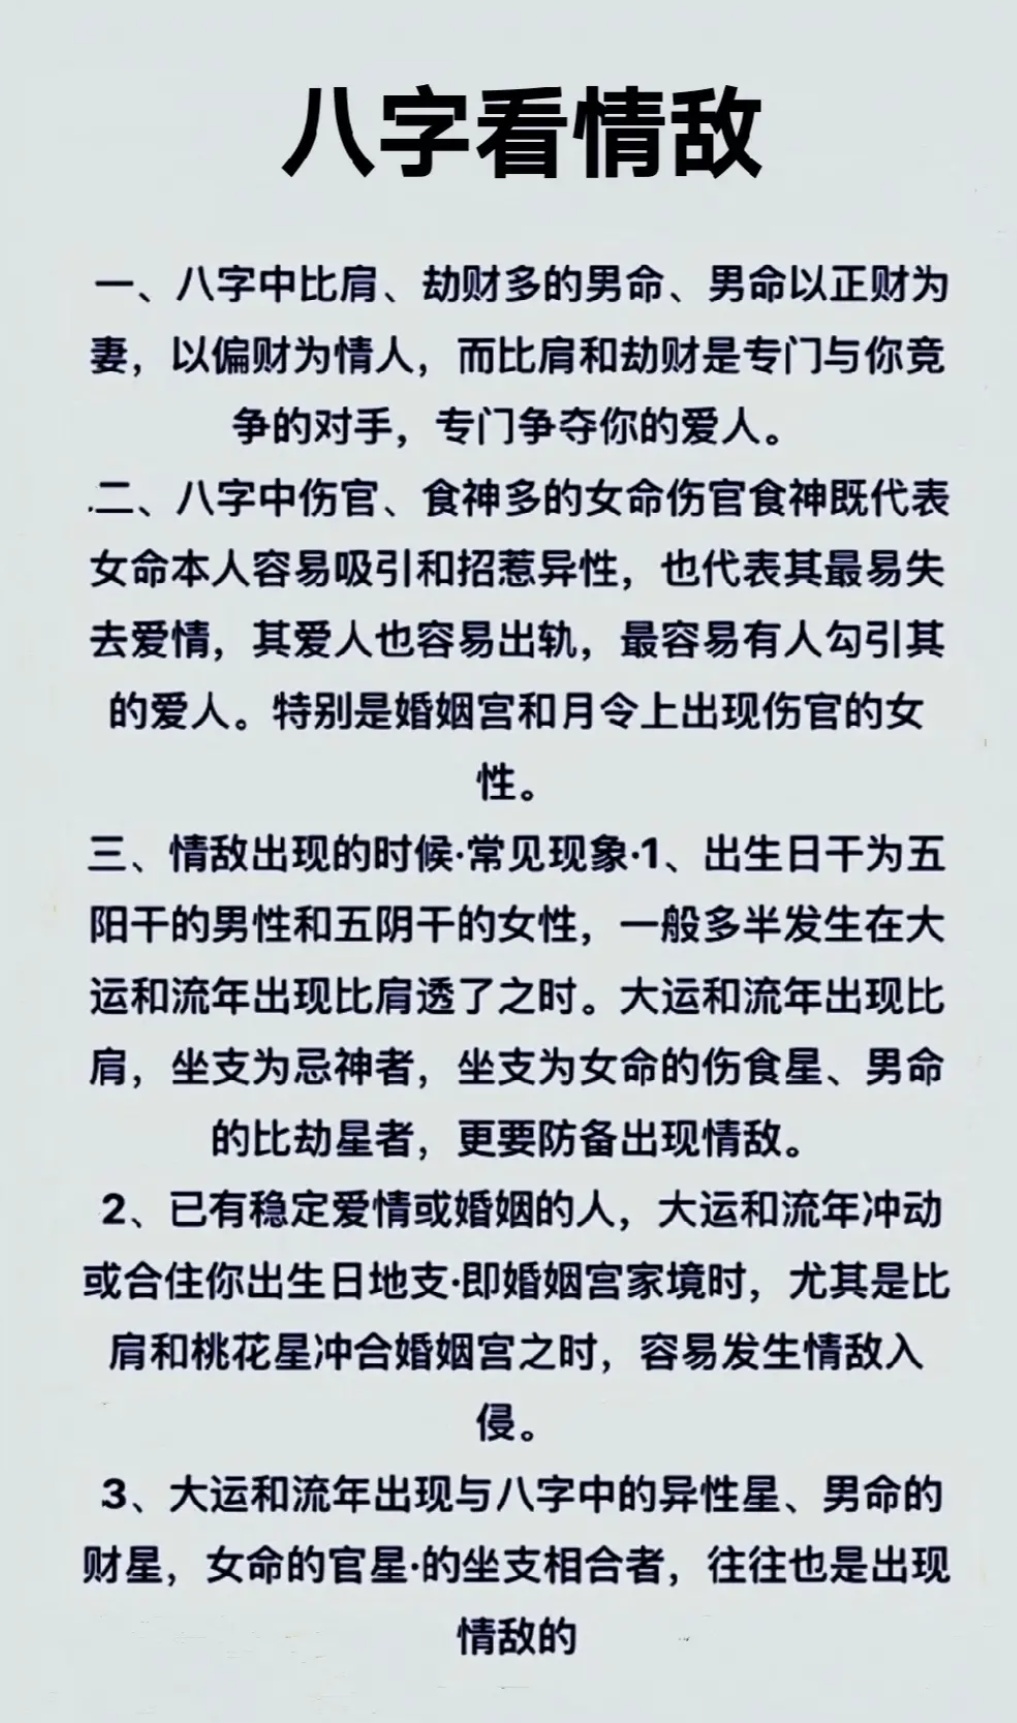 八字看情敌
一、八字中比肩、劫财多的男命、男命以正财为
妻，以偏财为情人，而比肩和劫财是专门与你竞
争的对手，专门争夺你的爱人。
.二、八字中伤官、食神多的女命伤官食神既代表
女命本人容易吸引和招惹异性，也代表其最易失
去爱情，其爱人也容易出轨，最容易有人勾引其
的爱人。特别是婚姻宫和月令上出现伤官的女
性。
三、情敌出现的时候·常见现象·1、出生日干为五
阳干的男性和五阴干的女性，一般多半发生在大
运和流年出现比肩透了之时。大运和流年出现比
肩，坐支为忌神者，坐支为女命的伤食星、男命
的比劫星者，更要防备出现情敌。
2、已有稳定爱情或婚姻的人，大运和流年冲动
或合住你出生日地支·即婚姻宫家境时，尤其是比
肩和桃花星冲合婚姻宫之时，容易发生情敌入
侵。
3、大运和流年出现与八字中的异性星、男命的
财星，女命的官星·的坐支相合者，往往也是出现
情敌的